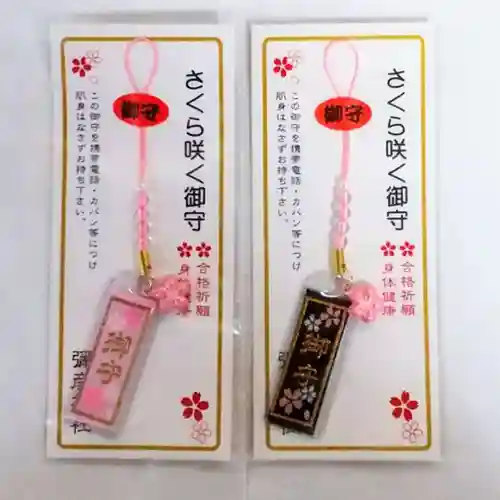 さくら咲く御守
合格祈願
身体健康
この御守を携帯電話・カバン等につけ
肌身はなさずお持ち下さい。
御守
御守
さくら咲く御守
合格祈願
身体健康
この御守を携帯電話・カバン等につけ
肌身はなさずお持ち下さい。
御守
御守